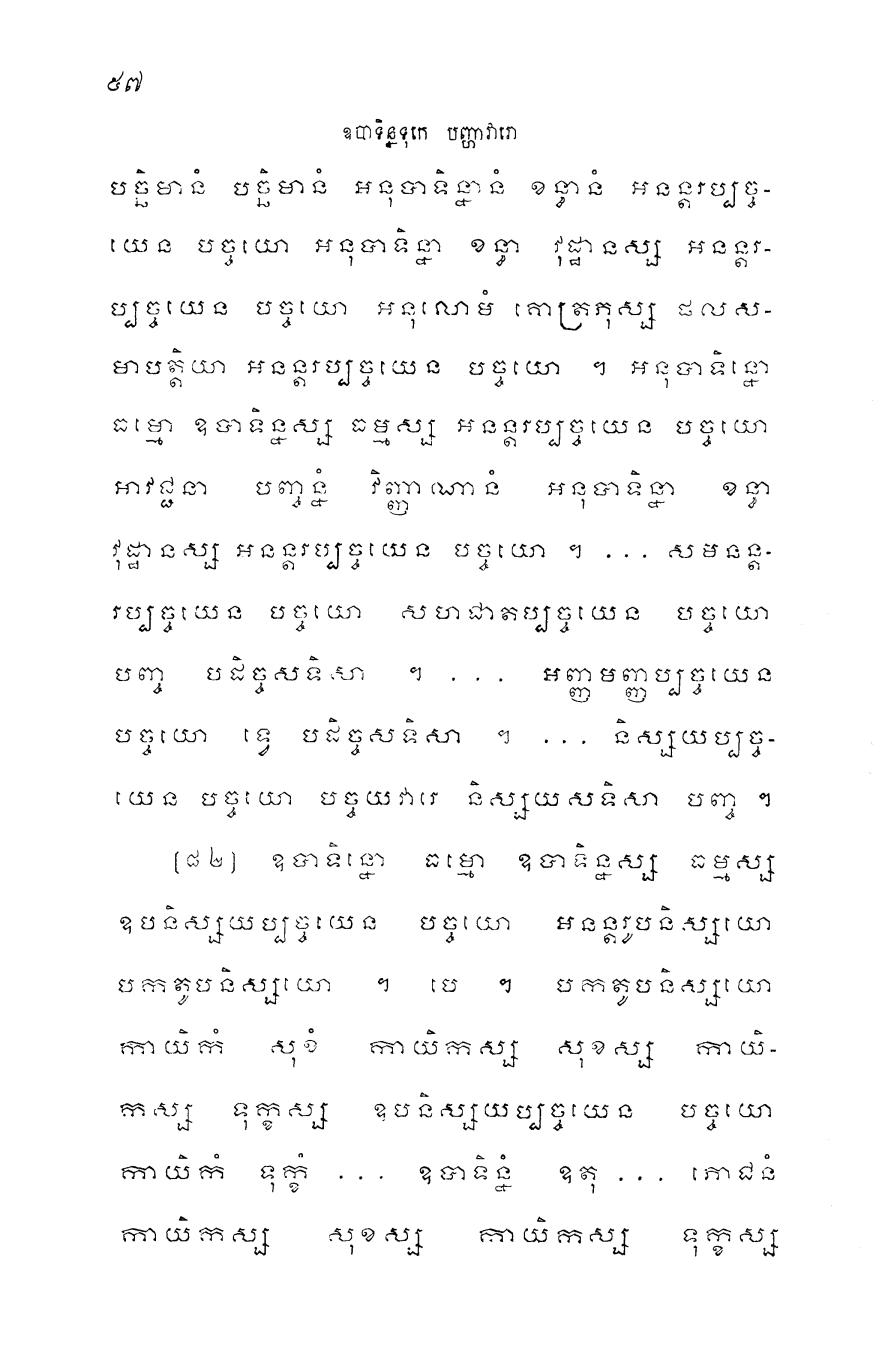 ៥៧
ឧបាទិន្នទុកេ បញ្ហាវារោ
បច្ឆិមានំ បច្ឆិមានំ អនុបាទិន្នានំ ខន្ធានំ អនន្តរប្បច្ច-
យេន បច្ចយោ អនុបាទិន្នា ខន្ធា វុដ្ឋានស្ស អនន្តរ-
ប្បច្ចយេន បច្ចយោ អនុលោមំ គោត្រភុស្ស ផលស-
មាបត្តិយា អនន្តរប្បច្ចយេន បច្ចយោ ។ អនុបាទិន្នោ
ធម្មោ ឧបាទិន្នស្ស ធម្មស្ស អនន្តរប្បច្ចយេន បច្ចយោ
អាវជ្ជនា បញ្ចន្នំ វិញ្ញាណានំ អនុបាទិន្នា ខន្ធា
វុដ្ឋានស្ស អនន្តរប្បច្ចយេន បច្ចយោ ។ ... សមនន្ត-
រប្បច្ចយេន បច្ចយោ សហជាតប្បច្ចយេន បច្ចយោ
បញ្ច បដិច្ចសទិសា ។ ... អញ្ញមញ្ញប្បច្ចយេន
បច្ចយោ ទ្វេ បដិច្ចសទិសា ។ ... និស្សយប្បច្ច-
យេន បច្ចយោ បច្ចយវារេ និស្សយសទិសា បញ្ច ។
(៨២) ឧបាទិន្នោ ធម្មោ ឧបាទិន្នស្ស ធម្មស្ស
ឧបនិស្សយប្បច្ចយេន បច្ចយោ អនន្តរូបនិស្សយោ
បកតូបនិស្សយោ ។ បេ ។ បកតូបនិស្សយោ
កាយិកំ សុខំ កាយិកស្ស សុខស្ស កាយិ-
កស្ស ទុក្ខស្ស ឧបនិស្សយប្បច្ចយេន បច្ចយោ
កាយិកំ ទុក្ខំ ... ឧបាទិន្នំ ឧតុ ... ភោជនំ
កាយិកស្ស សុខស្ស កាយិកស្ស ទុក្ខស្ស